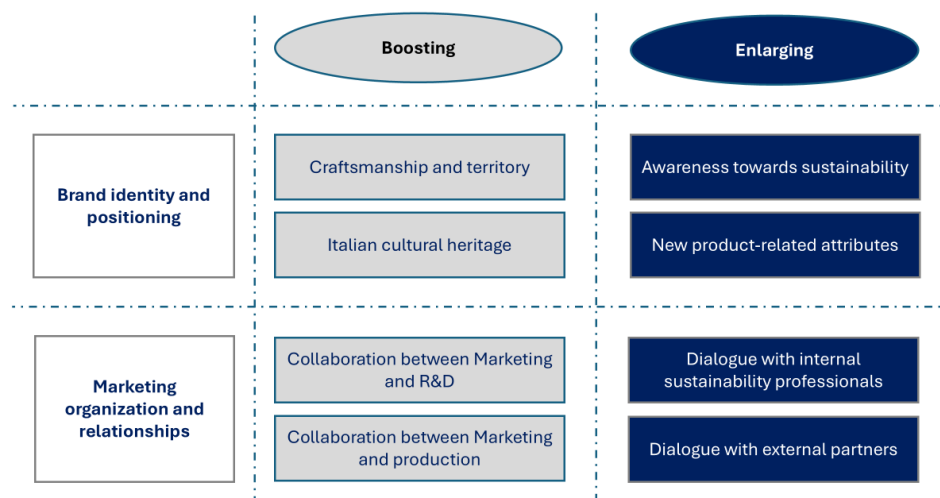 Boosting
Enlarging
Brand identity and
positioning
Craftsmanship and territory
Awareness towards sustainability
Italian cultural heritage
New product-related attributes
Marketing
organization and
relationships
Collaboration between Marketing
and R&D
Dialogue with internal
sustainability professionals
Collaboration between Marketing
and production
Dialogue with external partners